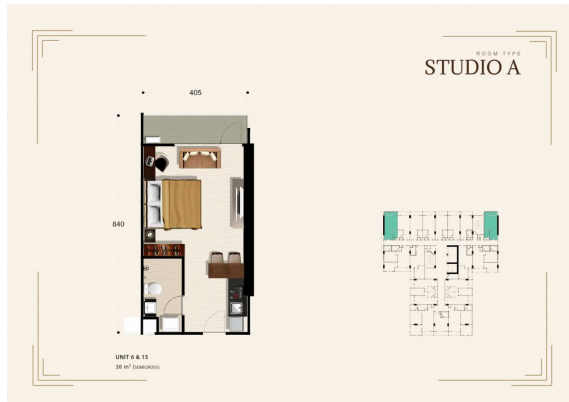 ROOM TYPE
STUDIO A
405
840
UNIT 6 & 15
38 m² (SEMIGROSS)